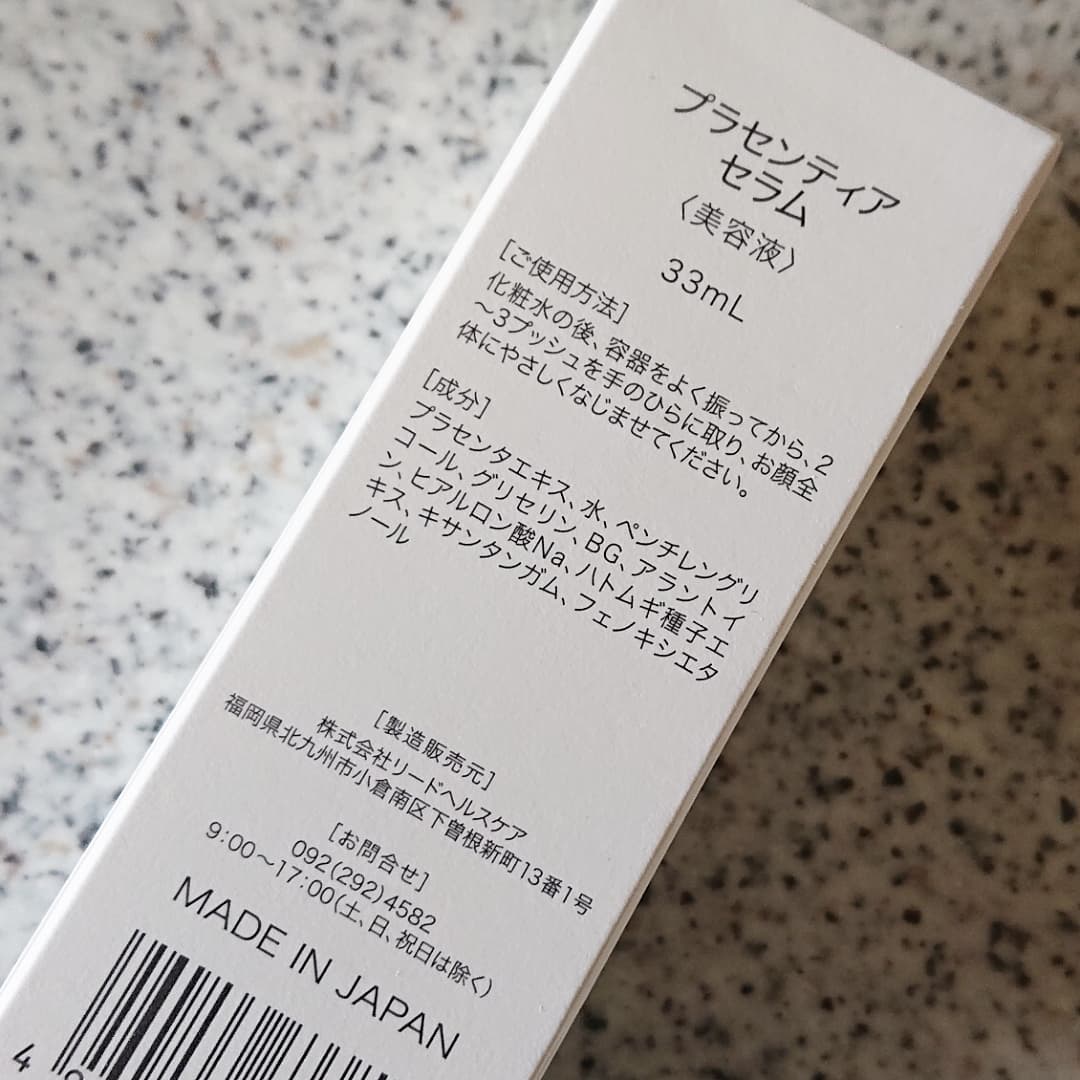 プラセンティア
セラム
〈美容液〉
33mL
[ご使用方法]
化粧水の後、容器をよく振ってから、2
～3プッシュを手のひらに取り、お顔全
体にやさしくなじませてください。
[成分]
プラセンタエキス、水、ペンチレングリ
コール、グリセリン、BG、アラントイ
ン、ヒアルロン酸Na、ハトムギ種子エ
キス、キサンタンガム、フェノキシエタ
ノール
[製造販売元]
株式会社リードヘルスケア
福岡県北九州市小倉南区下曽根新町13番1号
[お問合せ]
092(292)4582
9:00～17:00(土、日、祝日は除く)
MADE IN JAPAN
4